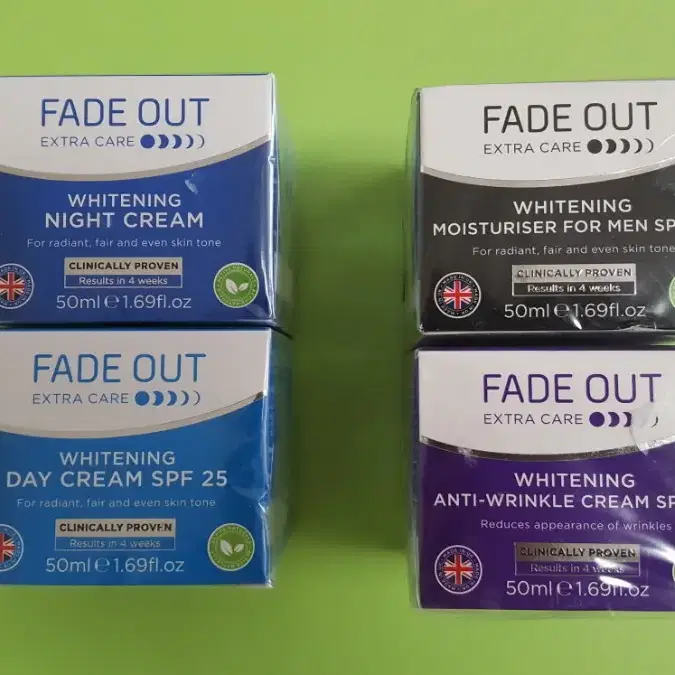 FADE OUT
EXTRA CARE
WHITENING
NIGHT CREAM
For radiant, fair and even skin tone
CLINICALLY PROVEN
Results in 4 weeks
50ml e 1.69fl.oz
FADE OUT
EXTRA CARE
WHITENING
MOISTURISER FOR MEN SP
For radiant, fair and even skin tone
CLINICALLY PROVEN
Results in 4 weeks
50ml e 1.69fl.oz
FADE OUT
EXTRA CARE
WHITENING
DAY CREAM SPF 25
For radiant, fair and even skin tone
CLINICALLY PROVEN
Results in 4 weeks
50ml e 1.69fl.oz
FADE OUT
EXTRA CARE
WHITENING
ANTI-WRINKLE CREAM SP
Reduces appearance of wrinkles
CLINICALLY PROVEN
Results in 4 weeks
50ml e 1.69fl.oz